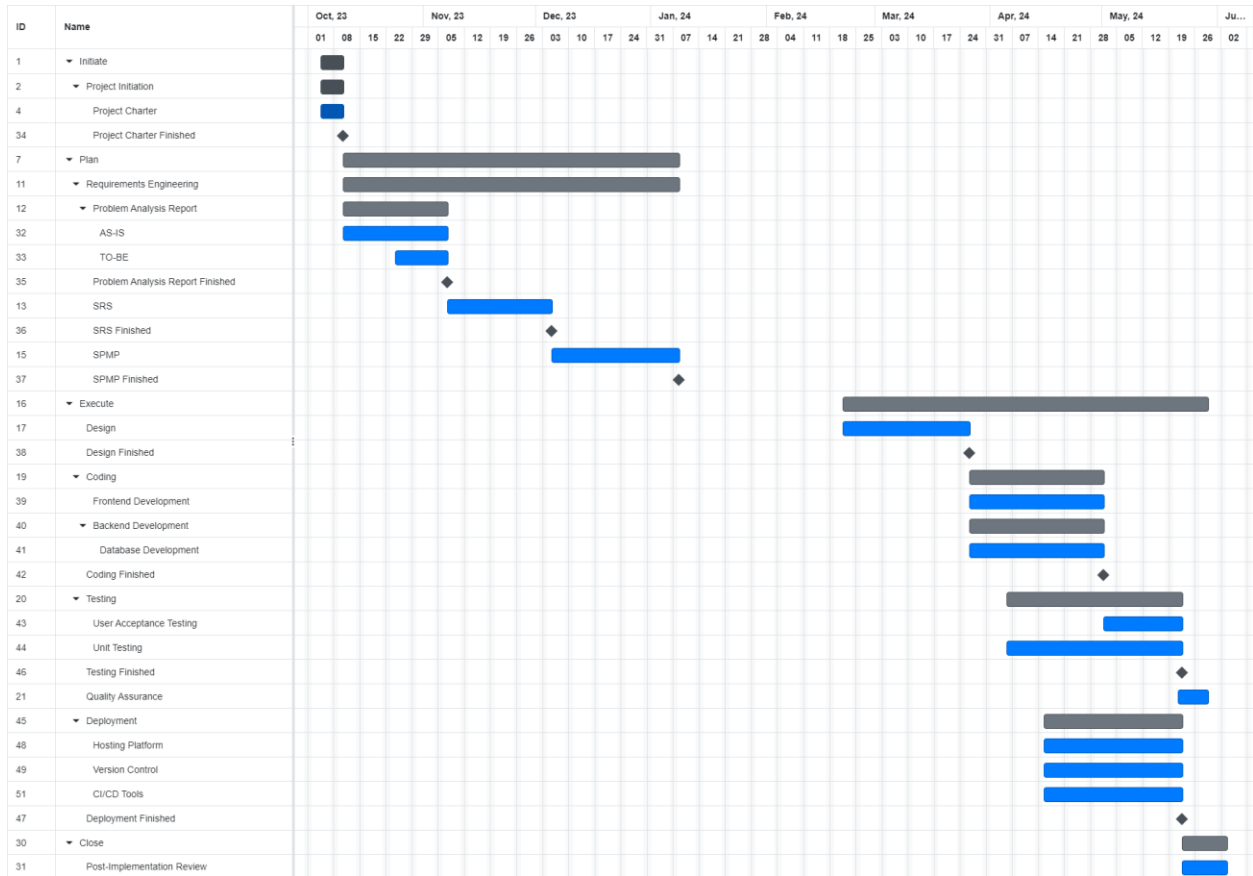 ID Name Oct, 23 Nov, 23 Dec, 23 Jan, 24 Feb, 24 Mar, 24 Apr, 24 May, 24 Ju...
01 08 15 22 29 05 12 19 26 03 10 17 24 31 07 14 21 28 04 11 18 25 03 10 17 24 31 07 14 21 28 05 12 19 26 02
1 Initiate
2 Project Initiation
4 Project Charter
34 Project Charter Finished
7 Plan
11 Requirements Engineering
12 Problem Analysis Report
32 AS-IS
33 TO-BE
35 Problem Analysis Report Finished
13 SRS
36 SRS Finished
15 SPMP
37 SPMP Finished
16 Execute
17 Design
38 Design Finished
19 Coding
39 Frontend Development
40 Backend Development
41 Database Development
42 Coding Finished
20 Testing
43 User Acceptance Testing
44 Unit Testing
46 Testing Finished
21 Quality Assurance
45 Deployment
48 Hosting Platform
49 Version Control
51 CI/CD Tools
47 Deployment Finished
30 Close
31 Post-Implementation Review